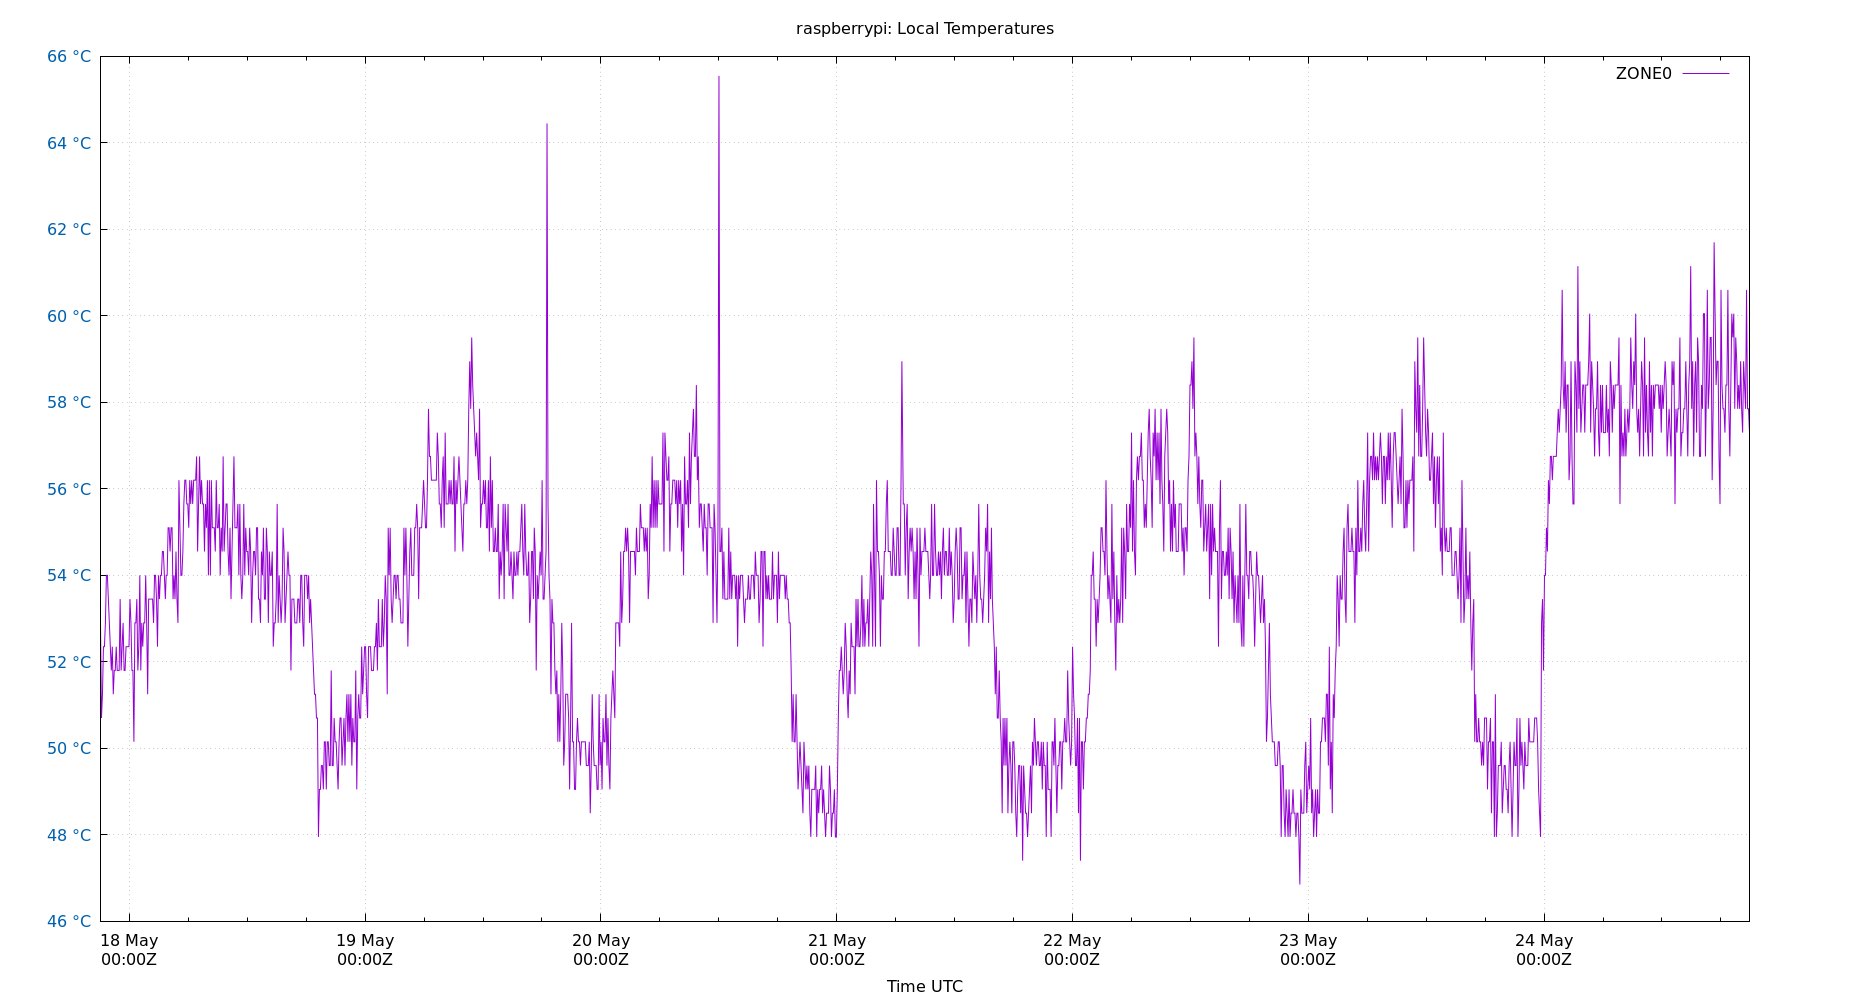 raspberrypi: Local Temperatures
ZONE0
66 °C
64 °C
62 °C
60 °C
58 °C
56 °C
54 °C
52 °C
50 °C
48 °C
46 °C
18 May 19 May 20 May 21 May 22 May 23 May 24 May
00:00Z 00:00Z 00:00Z 00:00Z 00:00Z 00:00Z 00:00Z
Time UTC